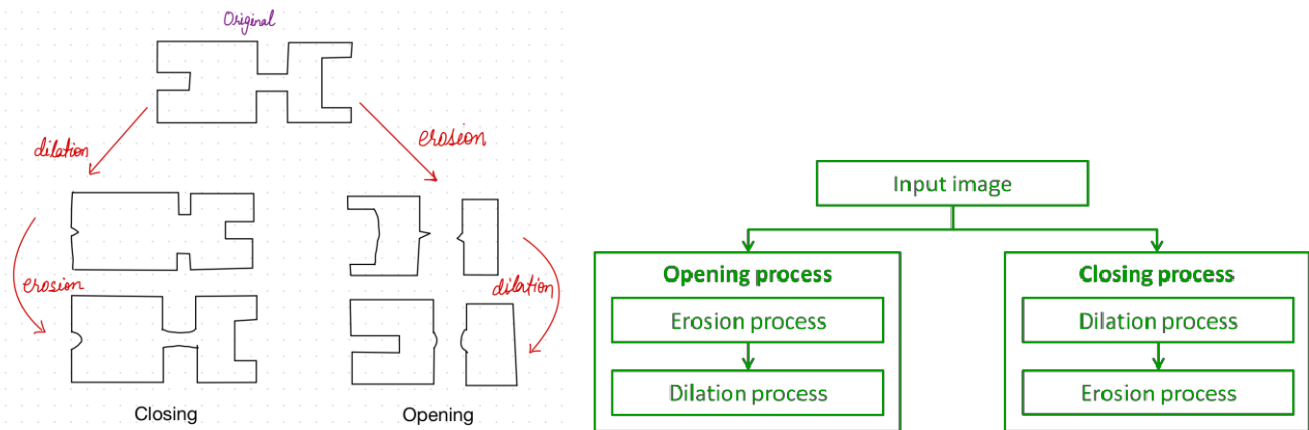 Original
dilation
erosion
erosion
dilation
Closing
Opening
Input image
Opening process
Erosion process
Dilation process
Closing process
Dilation process
Erosion process